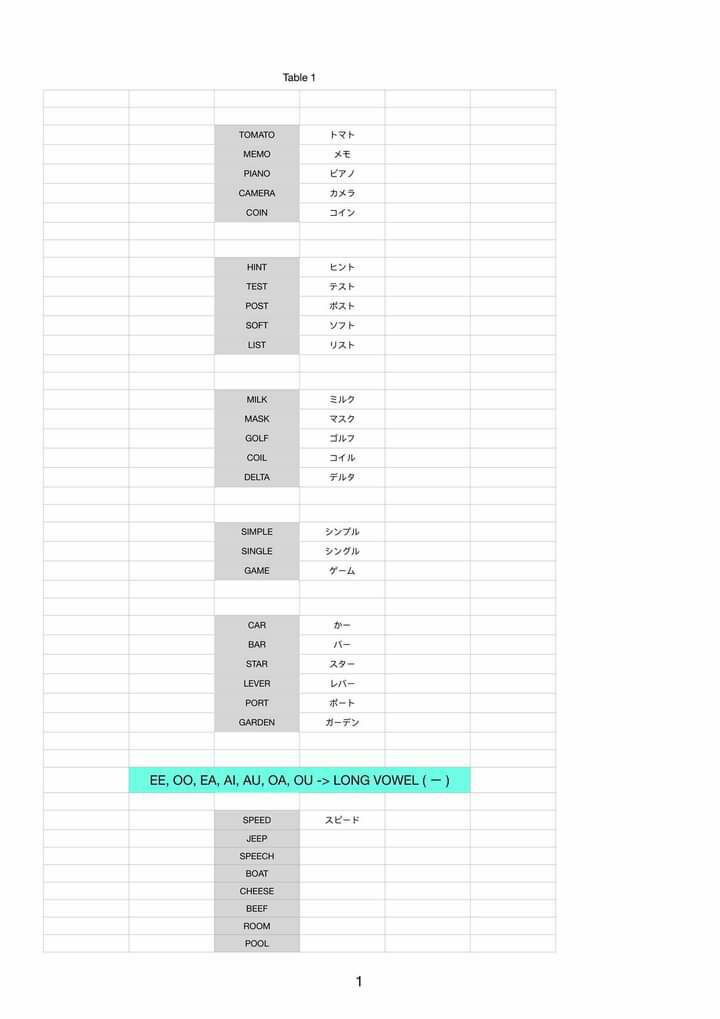 Table 1
TOMATO トマト
MEMO メモ
PIANO ピアノ
CAMERA カメラ
COIN コイン
HINT ヒント
TEST テスト
POST ポスト
SOFT ソフト
LIST リスト
MILK ミルク
MASK マスク
GOLF ゴルフ
COIL コイル
DELTA デルタ
SIMPLE シンプル
SINGLE シングル
GAME ゲーム
CAR かー
BAR バー
STAR スター
LEVER レバー
PORT ポート
GARDEN ガーデン
EE, OO, EA, AI, AU, OA, OU -> LONG VOWEL ( ー )
SPEED スピード
JEEP
SPEECH
BOAT
CHEESE
BEEF
ROOM
POOL
1